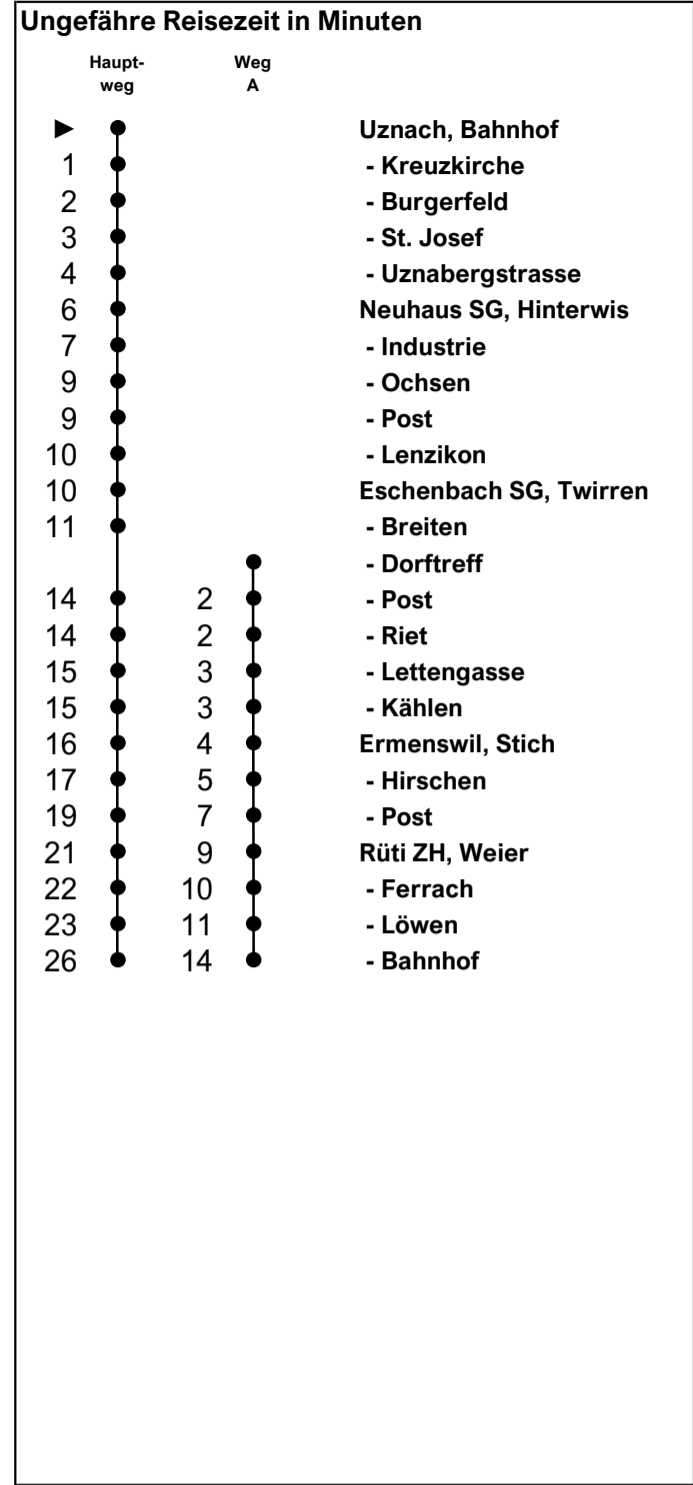 Ungefähre Reisezeit in Minuten
Haupt- Weg
weg A
► Uznach, Bahnhof
1 - Kreuzkirche
2 - Burgerfeld
3 - St. Josef
4 - Uznabergstrasse
6 Neuhaus SG, Hinterwis
7 - Industrie
9 - Ochsen
9 - Post
10 - Lenzikon
10 Eschenbach SG, Twirren
11 - Breiten
- Dorftreff
14 2 - Post
14 2 - Riet
15 3 - Lettengasse
15 3 - Kählen
16 4 Ermenswil, Stich
17 5 - Hirschen
19 7 - Post
21 9 Rüti ZH, Weier
22 10 - Ferrach
23 11 - Löwen
26 14 - Bahnhof